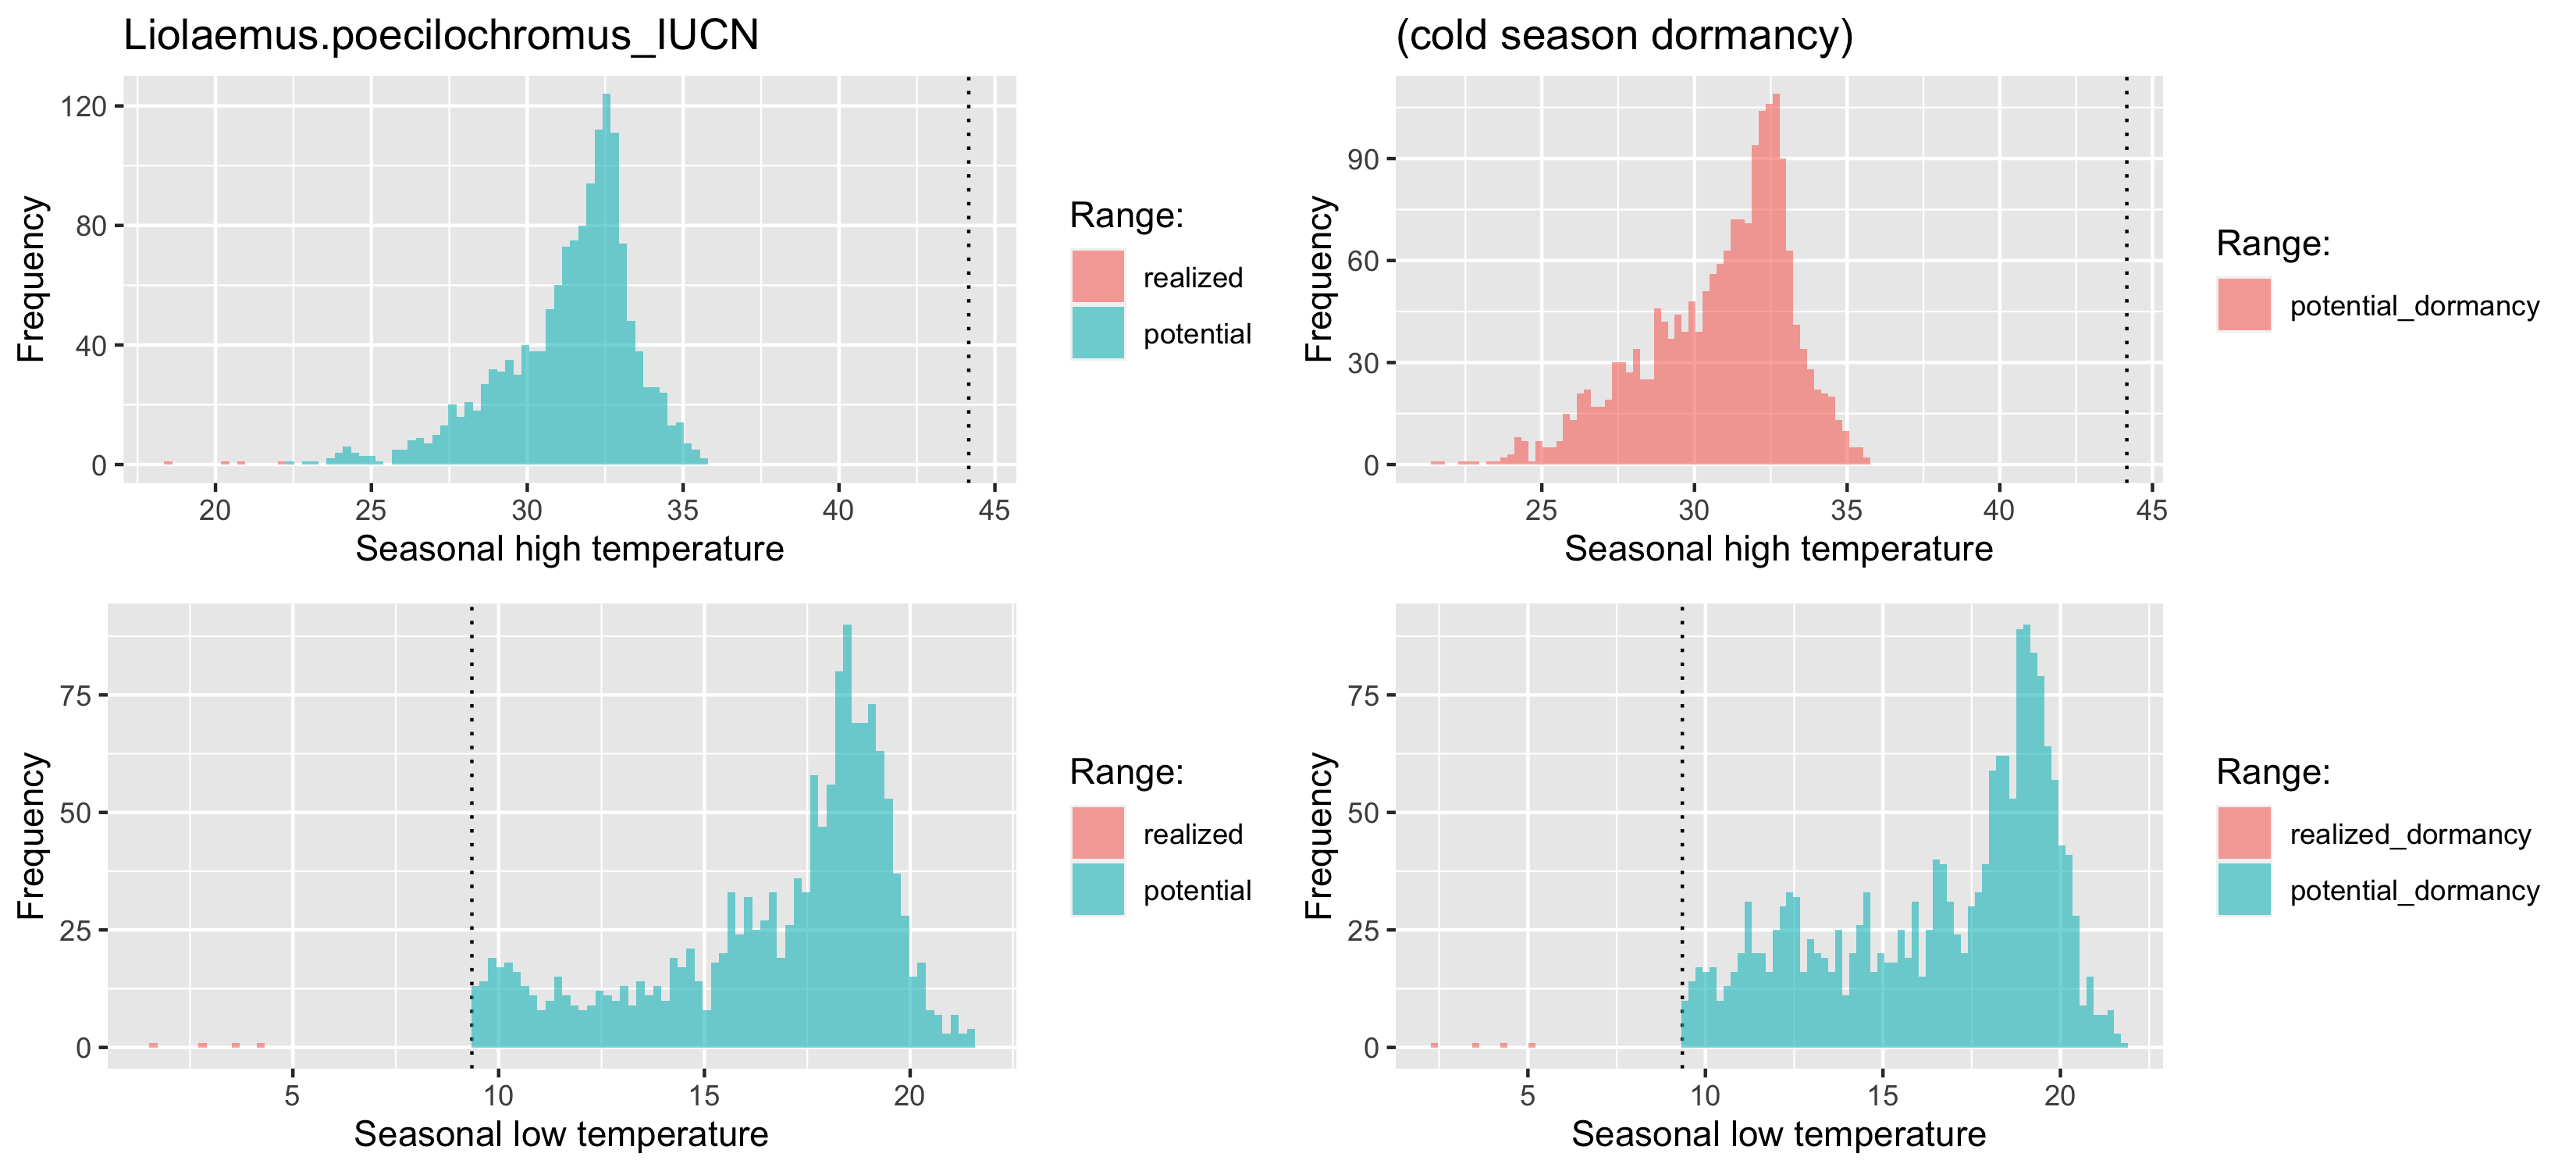 Liolaemus.poecilochromus_IUCN
120
80
40
0
Frequency
20 25 30 35 40 45
Seasonal high temperature
Range:
realized
potential
(cold season dormancy)
90
60
30
0
Frequency
25 30 35 40 45
Seasonal high temperature
Range:
potential_dormancy
75
50
25
0
Frequency
5 10 15 20
Seasonal low temperature
Range:
realized
potential
75
50
25
0
Frequency
5 10 15 20
Seasonal low temperature
Range:
realized_dormancy
potential_dormancy